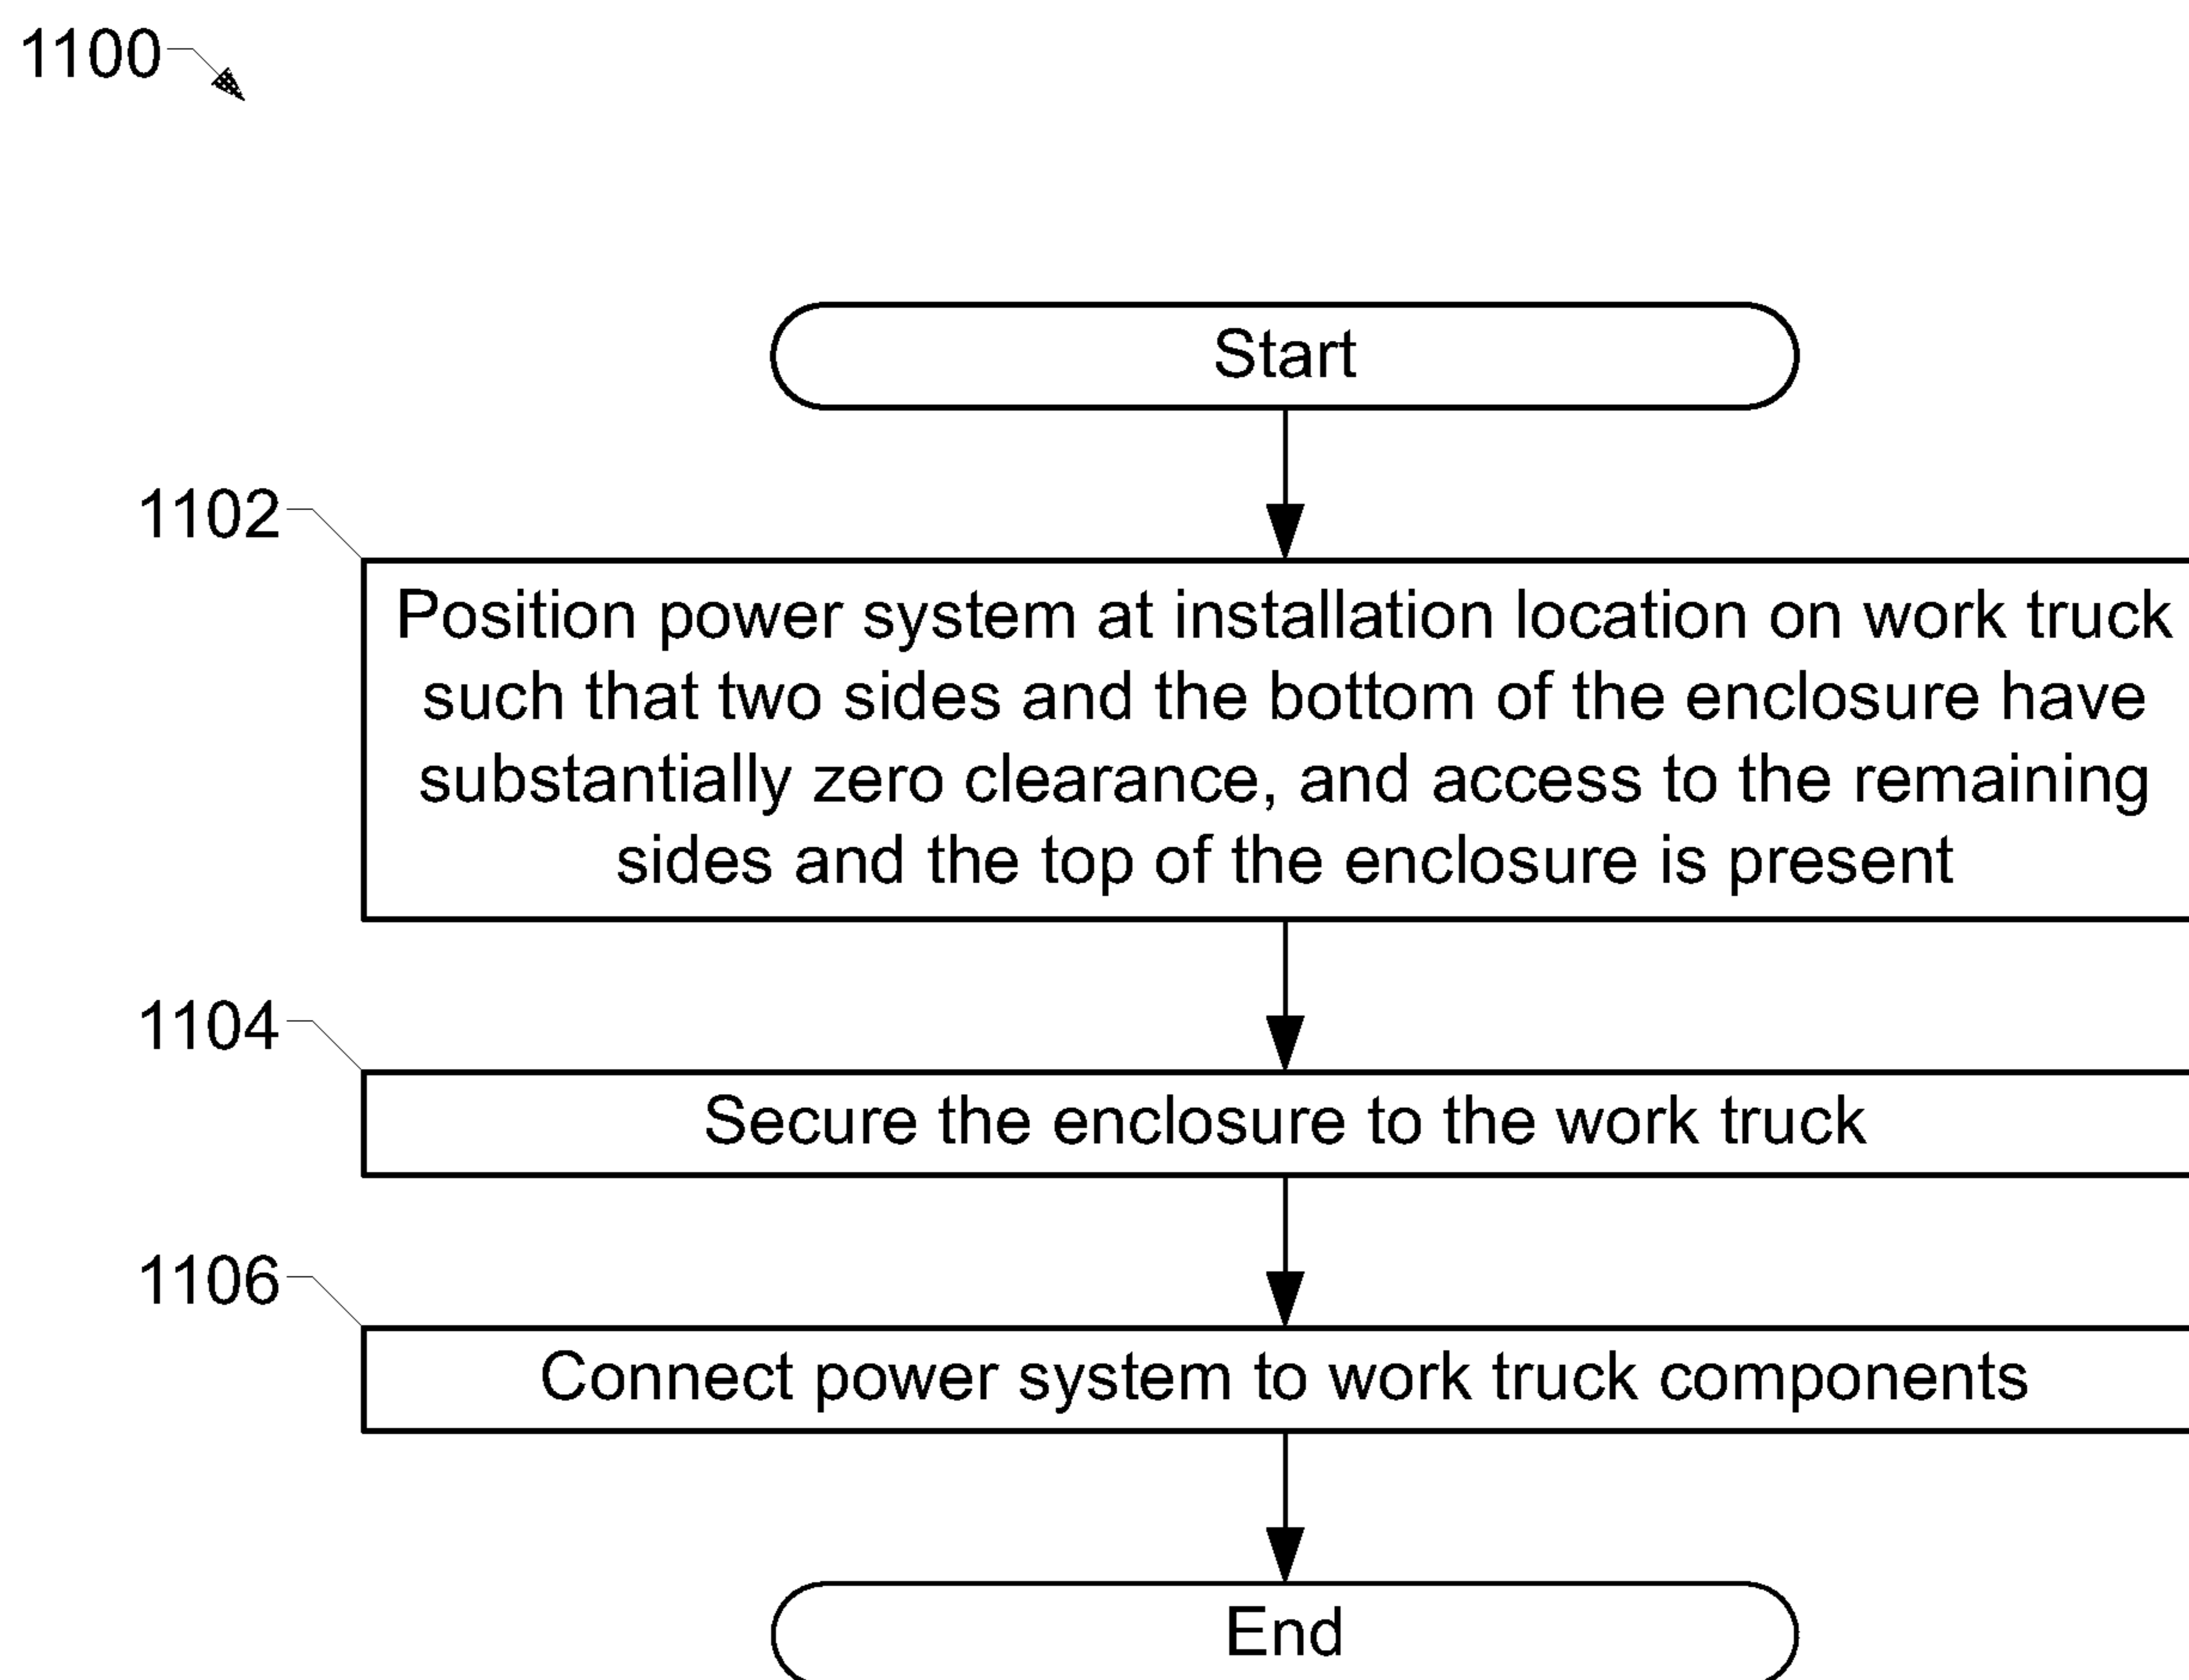 1100
Start
1102
Position power system at installation location on work truck
such that two sides and the bottom of the enclosure have
substantially zero clearance, and access to the remaining
sides and the top of the enclosure is present
1104
Secure the enclosure to the work truck
1106
Connect power system to work truck components
End